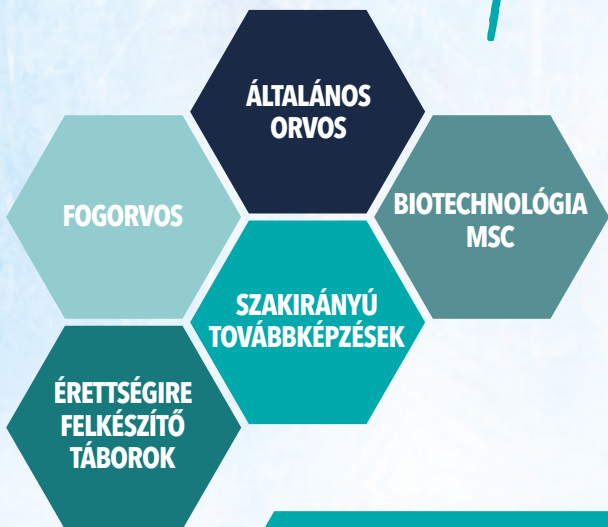 ÁLTALÁNOS
ORVOS
FOGORVOS
BIOTECHNOLÓGIA
MSC
SZAKIRÁNYÚ
TOVÁBBKÉPZÉSEK
ÉRETTSÉGIRE
FELKÉSZÍTŐ
TÁBOROK